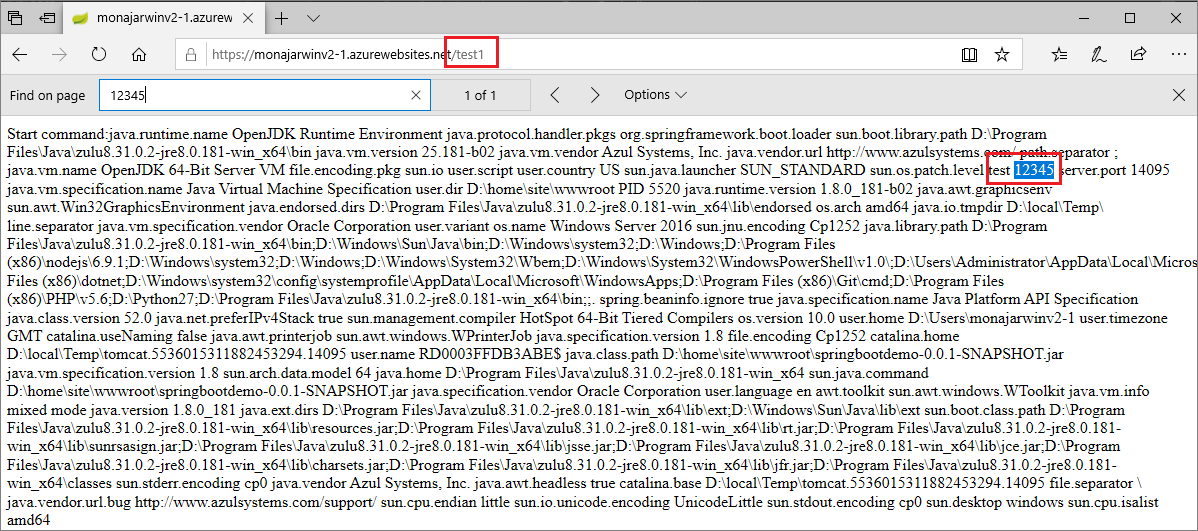 monajarwinv2-1.azurew
https://monajarwinv2-1.azurewebsites.net/test1
Find on page 12345 1 of 1 Options
Start command:java.runtime.name OpenJDK Runtime Environment java.protocol.handler.pkgs org.springframework.boot.loader sun.boot.library.path D:\Program
Files\Java\zulu8.31.0.2-jre8.0.181-win_x64\bin java.vm.version 25.181-b02 java.vm.vendor Azul Systems, Inc. java.vendor.url http://www.azulsystems.com/ path.separator ;
java.vm.name OpenJDK 64-Bit Server VM file.encoding.pkg sun.io user.script user.country US sun.java.launcher SUN_STANDARD sun.os.patch.level test 12345 server.port 14095
java.vm.specification.name Java Virtual Machine Specification user.dir D:\home\site\wwwroot PID 5520 java.runtime.version 1.8.0_181-b02 java.awt.graphicsenv
sun.awt.Win32GraphicsEnvironment java.endorsed.dirs D:\Program Files\Java\zulu8.31.0.2-jre8.0.181-win_x64\lib\endorsed os.arch amd64 java.io.tmpdir D:\local\Temp\
line.separator java.vm.specification.vendor Oracle Corporation user.variant os.name Windows Server 2016 sun.jnu.encoding Cp1252 java.library.path D:\Program
Files\Java\zulu8.31.0.2-jre8.0.181-win_x64\bin;D:\Windows\Sun\Java\bin;D:\Windows\system32;D:\Windows;D:\Program Files
(x86)\nodejs\6.9.1;D:\Windows\system32;D:\Windows;D:\Windows\System32\Wbem;D:\Windows\System32\WindowsPowerShell\v1.0\;D:\Users\Administrator\AppData\Local\Micros
Files (x86)\dotnet;D:\Windows\system32\config\systemprofile\AppData\Local\Microsoft\WindowsApps;D:\Program Files (x86)\Git\cmd;D:\Program Files
(x86)\PHP\v5.6;D:\Python27;D:\Program Files\Java\zulu8.31.0.2-jre8.0.181-win_x64\bin;;. spring.beaninfo.ignore true java.specification.name Java Platform API Specification
java.class.version 52.0 java.net.preferIPv4Stack true sun.management.compiler HotSpot 64-Bit Tiered Compilers os.version 10.0 user.home D:\Users\monajarwinv2-1 user.timezone
GMT catalina.useNaming false java.awt.printerjob sun.awt.windows.WPrinterJob java.specification.version 1.8 file.encoding Cp1252 catalina.home
D:\local\Temp\tomcat.5536015311882453294.14095 user.name RD0003FFDB3ABE$ java.class.path D:\home\site\wwwroot\springbootdemo-0.0.1-SNAPSHOT.jar
java.vm.specification.version 1.8 sun.arch.data.model 64 java.home D:\Program Files\Java\zulu8.31.0.2-jre8.0.181-win_x64 sun.java.command
D:\home\site\wwwroot\springbootdemo-0.0.1-SNAPSHOT.jar java.specification.vendor Oracle Corporation user.language en awt.toolkit sun.awt.windows.WToolkit java.vm.info
mixed mode java.version 1.8.0_181 java.ext.dirs D:\Program Files\Java\zulu8.31.0.2-jre8.0.181-win_x64\lib\ext;D:\Windows\Sun\Java\lib\ext sun.boot.class.path D:\Program
Files\Java\zulu8.31.0.2-jre8.0.181-win_x64\lib\resources.jar;D:\Program Files\Java\zulu8.31.0.2-jre8.0.181-win_x64\lib\rt.jar;D:\Program Files\Java\zulu8.31.0.2-jre8.0.181-
win_x64\lib\sunrsasign.jar;D:\Program Files\Java\zulu8.31.0.2-jre8.0.181-win_x64\lib\jsse.jar;D:\Program Files\Java\zulu8.31.0.2-jre8.0.181-win_x64\lib\jce.jar;D:\Program
Files\Java\zulu8.31.0.2-jre8.0.181-win_x64\lib\charsets.jar;D:\Program Files\Java\zulu8.31.0.2-jre8.0.181-win_x64\lib\jfr.jar;D:\Program Files\Java\zulu8.31.0.2-jre8.0.181-
win_x64\classes sun.stderr.encoding cp0 java.vendor Azul Systems, Inc. java.awt.headless true catalina.base D:\local\Temp\tomcat.5536015311882453294.14095 file.separator \
java.vendor.url.bug http://www.azulsystems.com/support/ sun.cpu.endian little sun.io.unicode.encoding UnicodeLittle sun.stdout.encoding cp0 sun.desktop windows sun.cpu.isalist
amd64